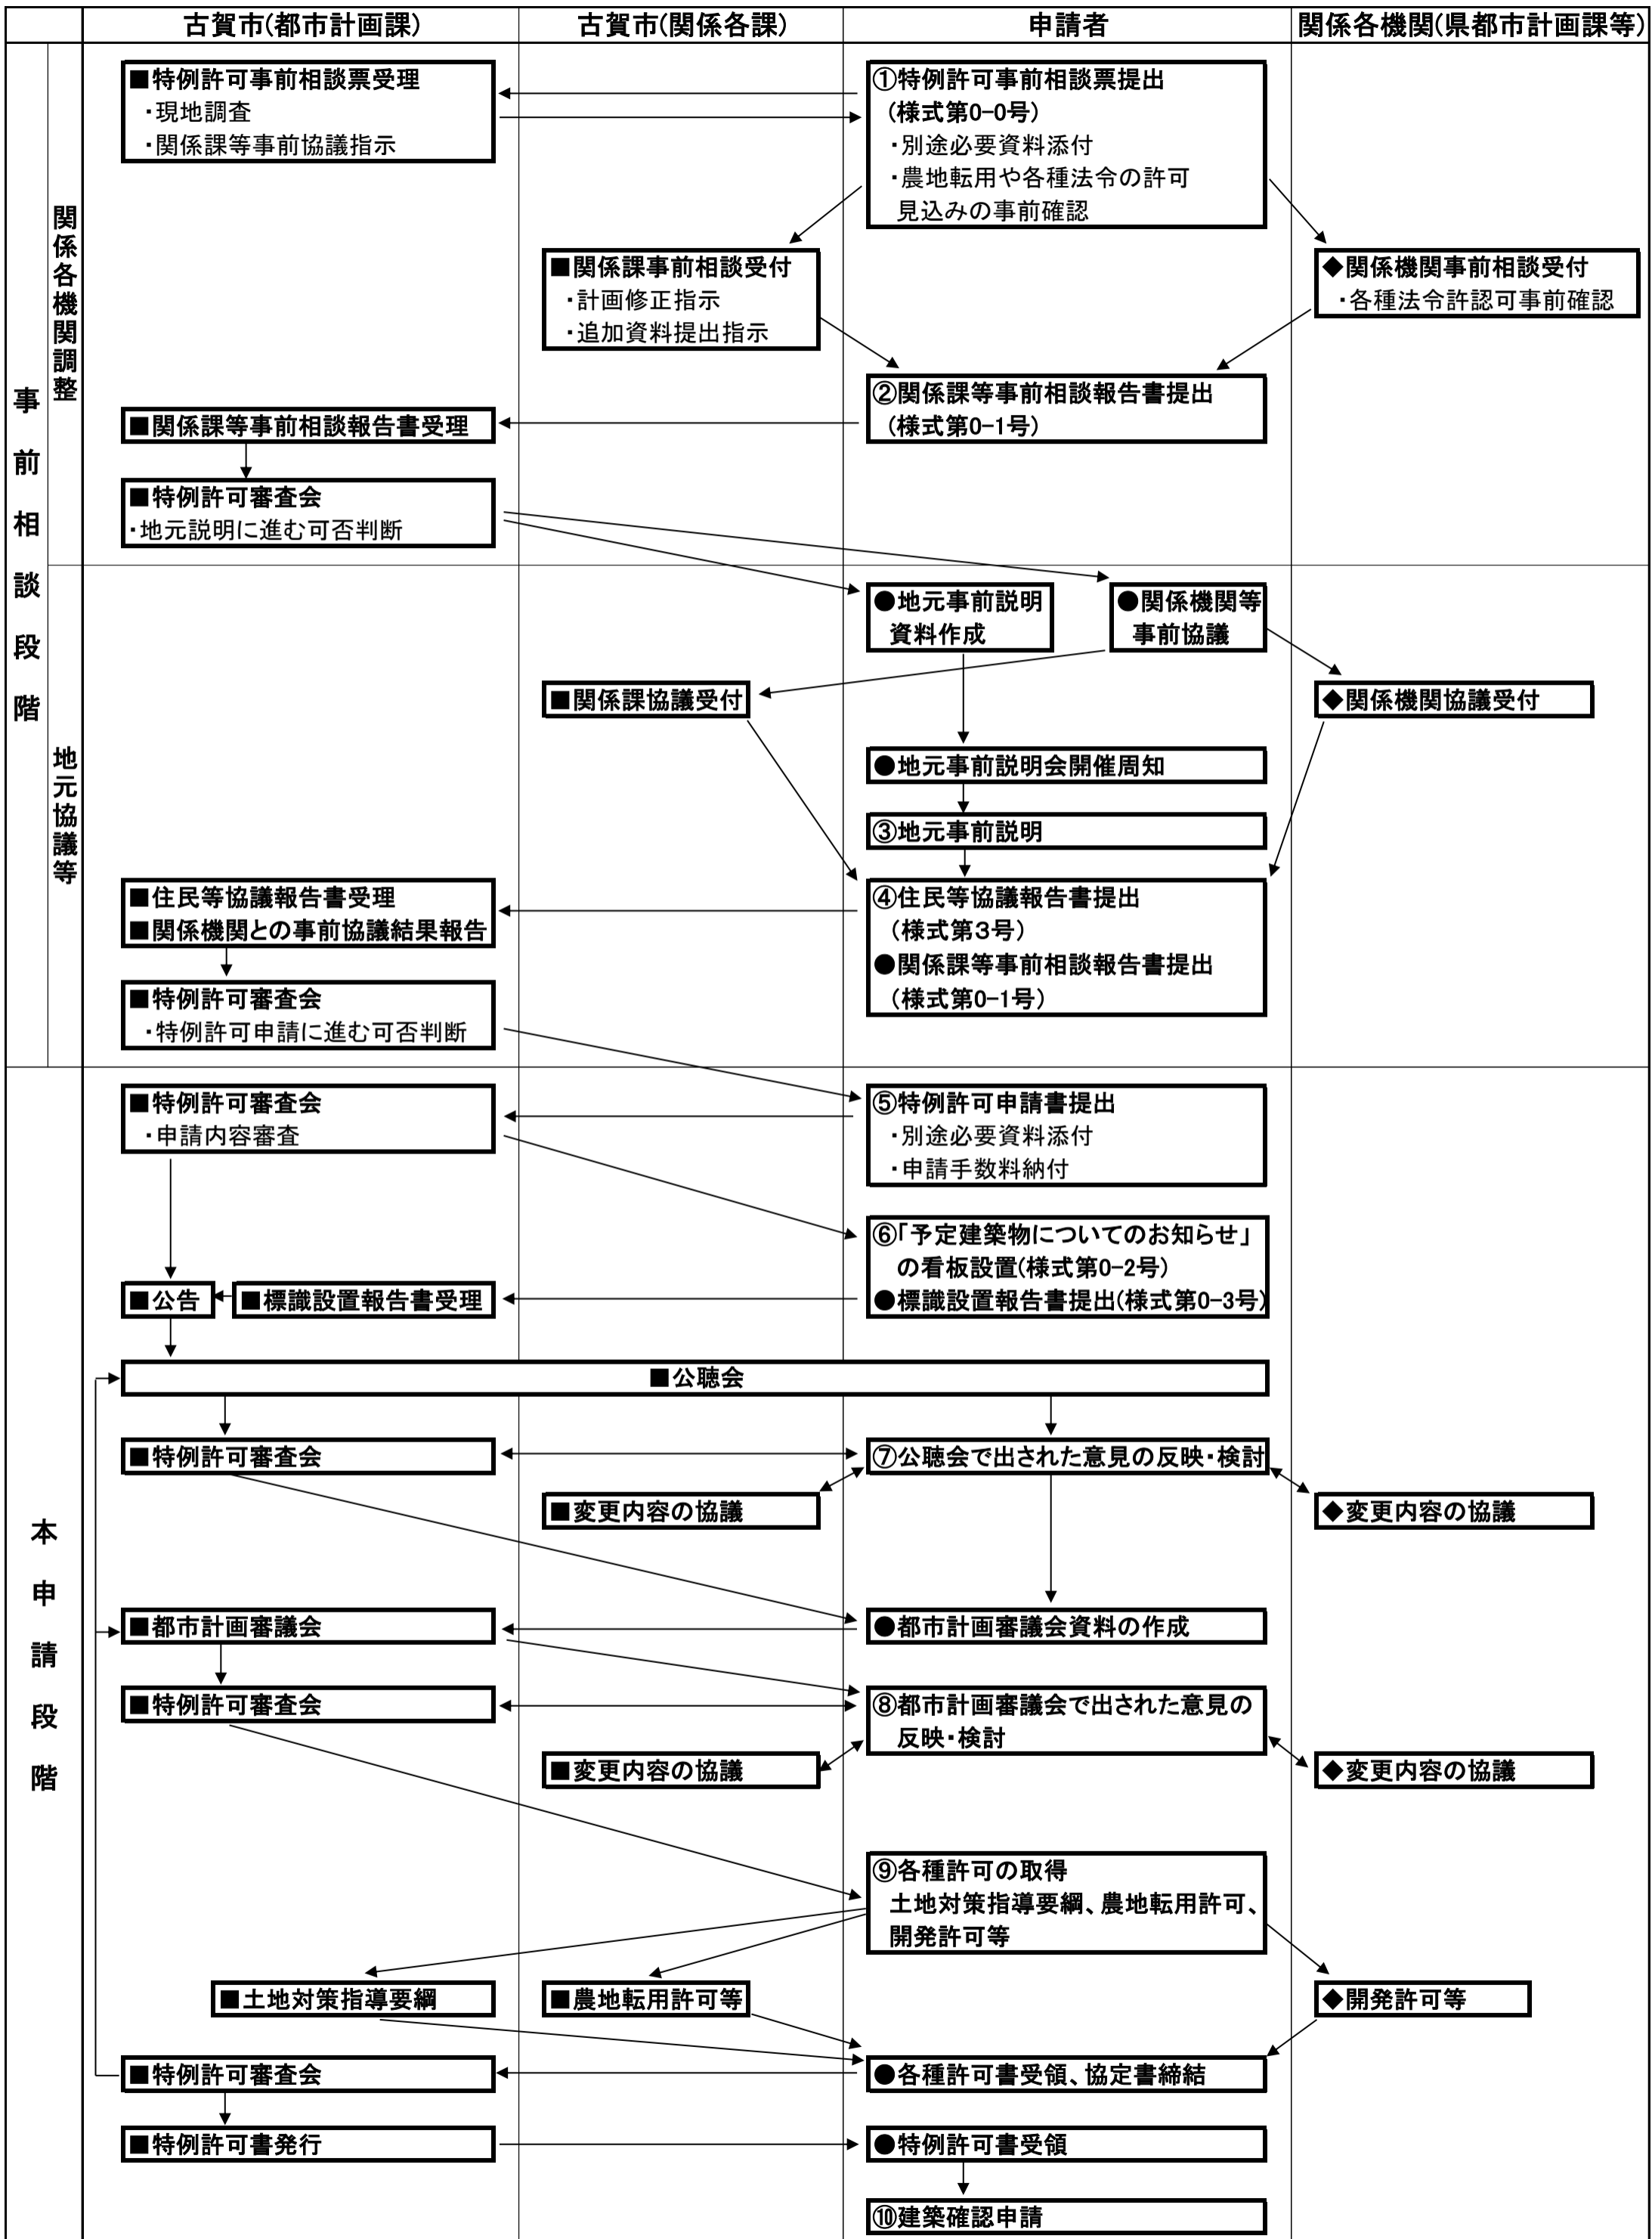 古賀市(都市計画課)
古賀市(関係各課)
申請者
関係各機関(県都市計画課等)
事前相談段階
関係各機関調整
■特例許可事前相談票受理
・現地調査
・関係課等事前協議指示
①特例許可事前相談票提出
(様式第0-0号)
・別途必要資料添付
・農地転用や各種法令の許可
見込みの事前確認
■関係課事前相談受付
・計画修正指示
・追加資料提出指示
◆関係機関事前相談受付
・各種法令許認可事前確認
②関係課等事前相談報告書提出
(様式第0-1号)
■関係課等事前相談報告書受理
■特例許可審査会
・地元説明に進む可否判断
地元協議等
●地元事前説明
資料作成
●関係機関等
事前協議
■関係課協議受付
◆関係機関協議受付
●地元事前説明会開催周知
③地元事前説明
■住民等協議報告書受理
■関係機関との事前協議結果報告
④住民等協議報告書提出
(様式第3号)
●関係課等事前相談報告書提出
(様式第0-1号)
■特例許可審査会
・特例許可申請に進む可否判断
本申請段階
■特例許可審査会
・申請内容審査
⑤特例許可申請書提出
・別途必要資料添付
・申請手数料納付
⑥「予定建築物についてのお知らせ」
の看板設置(様式第0-2号)
●標識設置報告書提出(様式第0-3号)
■公告
■標識設置報告書受理
■公聴会
■特例許可審査会
⑦公聴会で出された意見の反映・検討
■変更内容の協議
◆変更内容の協議
■都市計画審議会
●都市計画審議会資料の作成
■特例許可審査会
⑧都市計画審議会で出された意見の
反映・検討
■変更内容の協議
◆変更内容の協議
⑨各種許可の取得
土地対策指導要綱、農地転用許可、
開発許可等
■土地対策指導要綱
■農地転用許可等
◆開発許可等
■特例許可審査会
●各種許可書受領、協定書締結
■特例許可書発行
●特例許可書受領
⑩建築確認申請